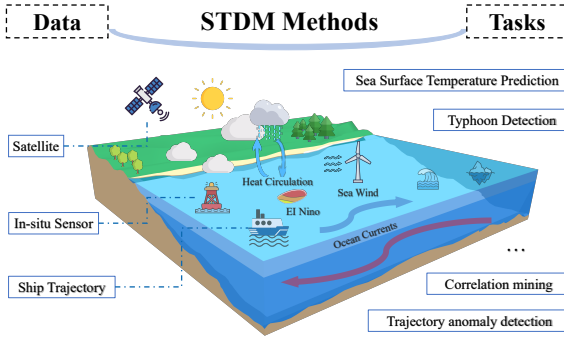 Data
STDM Methods
Tasks
Sea Surface Temperature Prediction
Typhoon Detection
Satellite
Heat Circulation
Sea Wind
EI Nino
In-situ Sensor
Ocean Currents
...
Ship Trajectory
Correlation mining
Trajectory anomaly detection